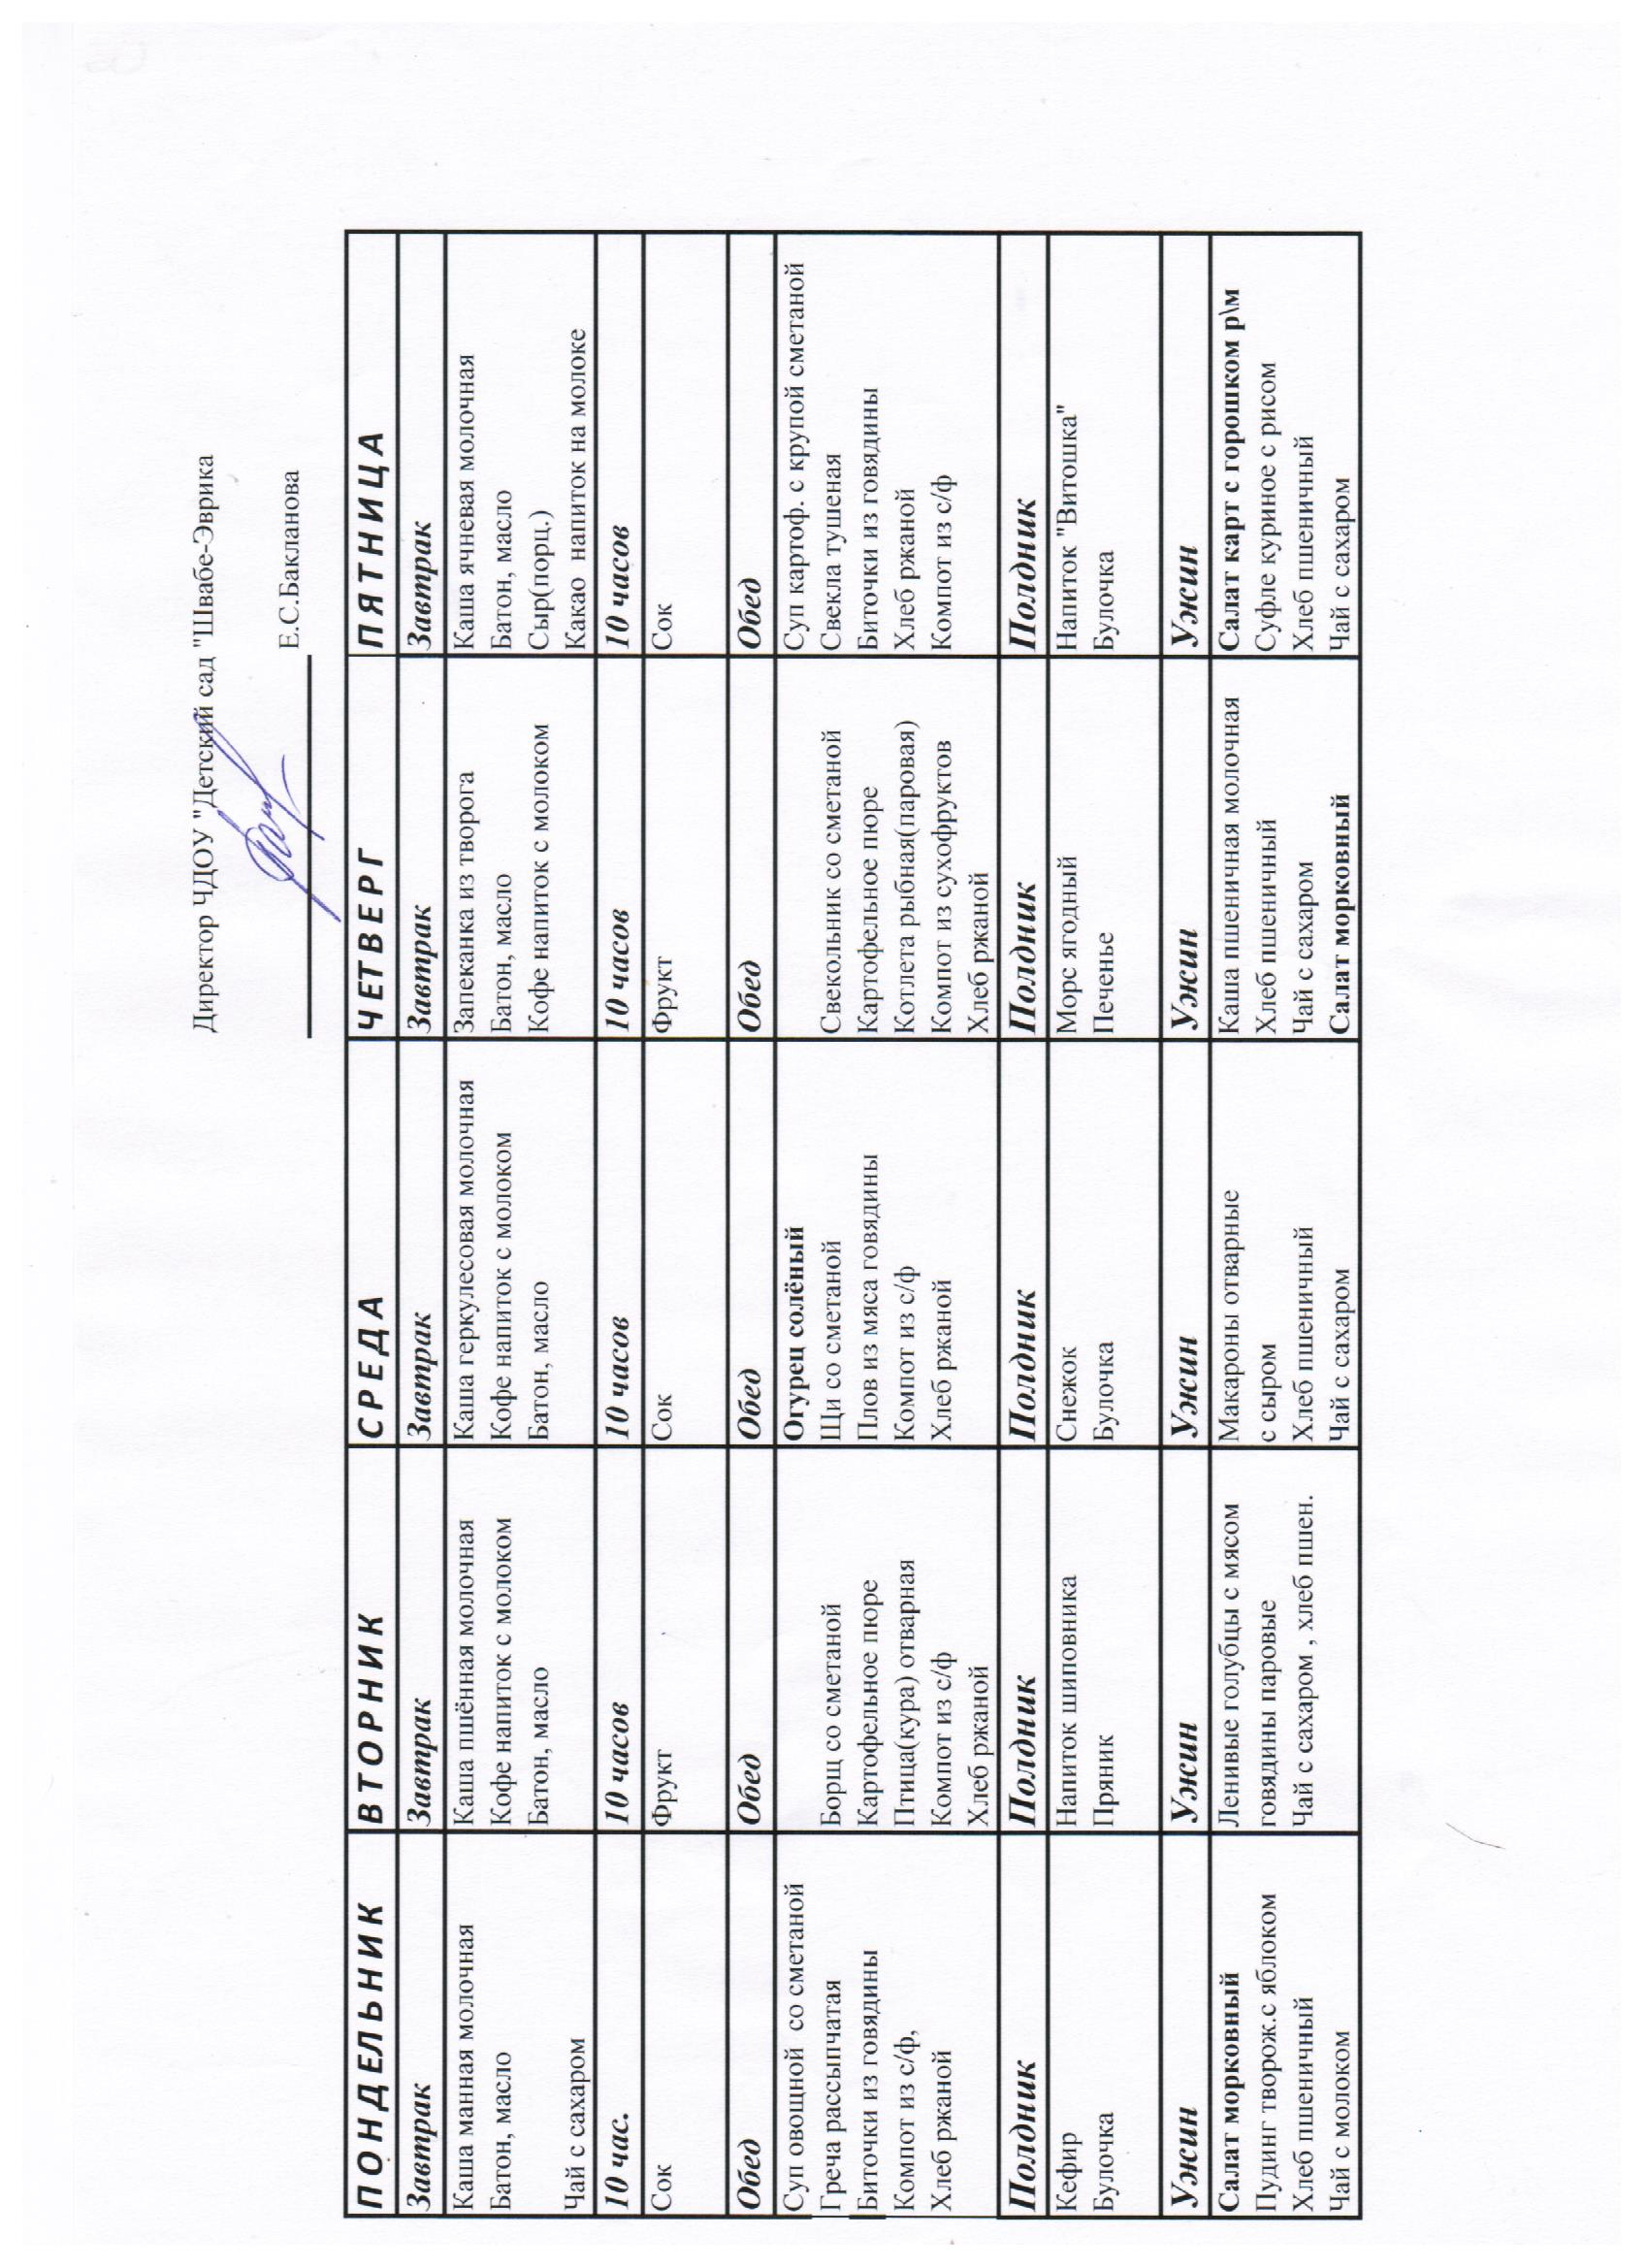 Директор ЧДОУ "Детский сад "Швабе-Эврика
Е.С.Бакланова
ПОНДЕЛЬНИК
Завтрак
Каша манная молочная
Батон, масло
Чай с сахаром
10 час.
Сок
Обед
Суп овощной со сметаной
Греча рассыпчатая
Биточки из говядины
Компот из с/ф,
Хлеб ржаной
Полдник
Кефир
Булочка
Ужин
Салат морковный
Пудинг творож.с яблоком
Хлеб пшеничный
Чай с молоком
ВТОРНИК
Завтрак
Каша пшённая молочная
Кофе напиток с молоком
Батон, масло
10 часов
Фрукт
Обед
Борщ со сметаной
Картофельное пюре
Птица(кура) отварная
Компот из с/ф
Хлеб ржаной
Полдник
Напиток шиповника
Пряник
Ужин
Ленивые голубцы с мясом
говядины паровые
Чай с сахаром , хлеб пшен.
СРЕДА
Завтрак
Каша геркулесовая молочная
Кофе напиток с молоком
Батон, масло
10 часов
Сок
Обед
Огурец солёный
Щи со сметаной
Плов из мяса говядины
Компот из с/ф
Хлеб ржаной
Полдник
Снежок
Булочка
Ужин
Макароны отварные
с сыром
Хлеб пшеничный
Чай с сахаром
ЧЕТВЕРГ
Завтрак
Запеканка из творога
Батон, масло
Кофе напиток с молоком
10 часов
Фрукт
Обед
Свекольник со сметаной
Картофельное пюре
Котлета рыбная(паровая)
Компот из сухофруктов
Хлеб ржаной
Полдник
Морс ягодный
Печенье
Ужин
Каша пшеничная молочная
Хлеб пшеничный
Чай с сахаром
Салат морковный
ПЯТНИЦА
Завтрак
Каша ячневая молочная
Батон, масло
Сыр(порц.)
Какао напиток на молоке
10 часов
Сок
Обед
Суп картоф. с крупой сметаной
Свекла тушеная
Биточки из говядины
Хлеб ржаной
Компот из с/ф
Полдник
Напиток "Витошка"
Булочка
Ужин
Салат карт с горошком р\м
Суфле куриное с рисом
Хлеб пшеничный
Чай с сахаром